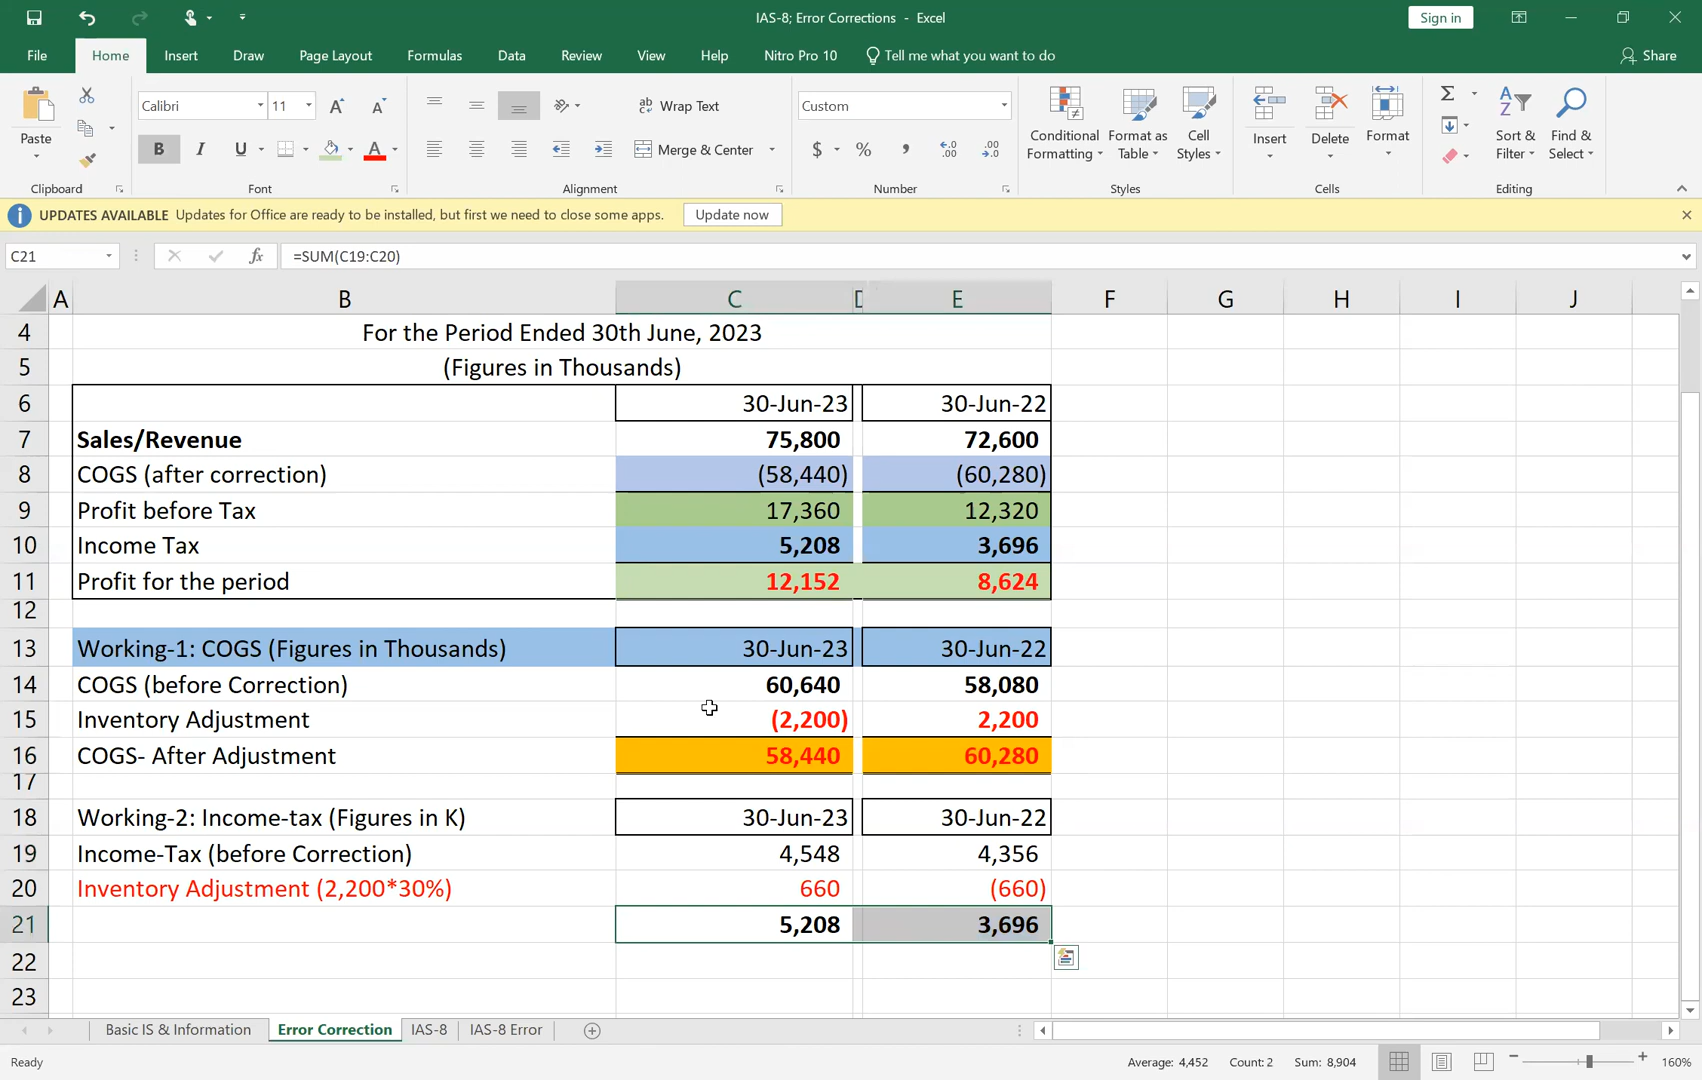 IAS-8; Error Corrections - Excel
Sign in
File Home Insert Draw Page Layout Formulas Data Review View Help Nitro Pro 10 Tell me what you want to do Share
Paste
Clipboard
Calibri 11
B I U
Font
ab Wrap Text
Merge & Center
Alignment
Custom
$ % ,
Number
Conditional Formatting
Format as Table
Cell Styles
Styles
Insert
Delete
Format
Cells
Sort & Filter
Find & Select
Editing
UPDATES AVAILABLE Updates for Office are ready to be installed, but first we need to close some apps. Update now
C21 fx =SUM(C19:C20)
A B C D E F G H I J
4 For the Period Ended 30th June, 2023
5 (Figures in Thousands)
6 30-Jun-23 30-Jun-22
7 Sales/Revenue 75,800 72,600
8 COGS (after correction) (58,440) (60,280)
9 Profit before Tax 17,360 12,320
10 Income Tax 5,208 3,696
11 Profit for the period 12,152 8,624
12
13 Working-1: COGS (Figures in Thousands) 30-Jun-23 30-Jun-22
14 COGS (before Correction) 60,640 58,080
15 Inventory Adjustment (2,200) 2,200
16 COGS- After Adjustment 58,440 60,280
17
18 Working-2: Income-tax (Figures in K) 30-Jun-23 30-Jun-22
19 Income-Tax (before Correction) 4,548 4,356
20 Inventory Adjustment (2,200*30%) 660 (660)
21 5,208 3,696
22
23
Basic IS & Information Error Correction IAS-8 IAS-8 Error
Ready Average: 4,452 Count: 2 Sum: 8,904 160%